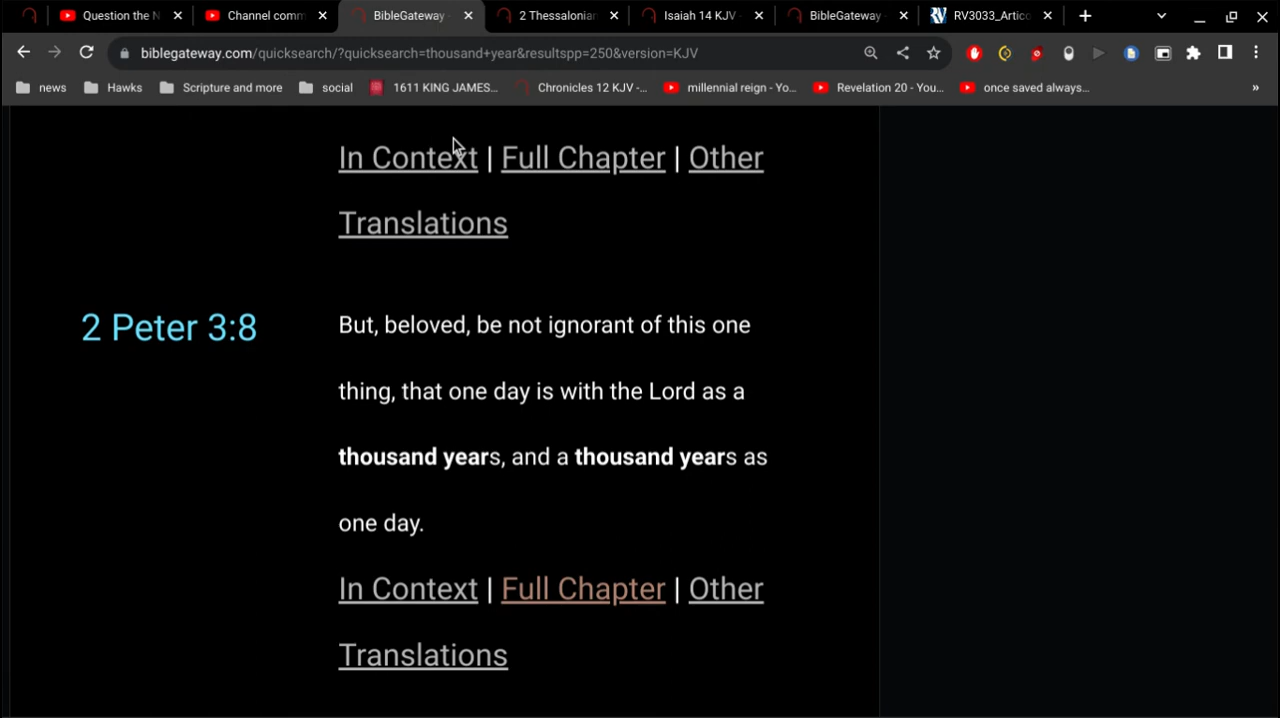 Question the N
Channel comm
BibleGateway -
2 Thessalonian
Isaiah 14 KJV -
BibleGateway -
RV3033_Artico
biblegateway.com/quicksearch/?quicksearch=thousand+year&resultspp=250&version=KJV
news
Hawks
Scripture and more
social
1611 KING JAMES...
Chronicles 12 KJV -...
millennial reign - Yo...
Revelation 20 - You...
once saved always...
»
In Context | Full Chapter | Other
Translations
2 Peter 3:8
But, beloved, be not ignorant of this one
thing, that one day is with the Lord as a
thousand years, and a thousand years as
one day.
In Context | Full Chapter | Other
Translations